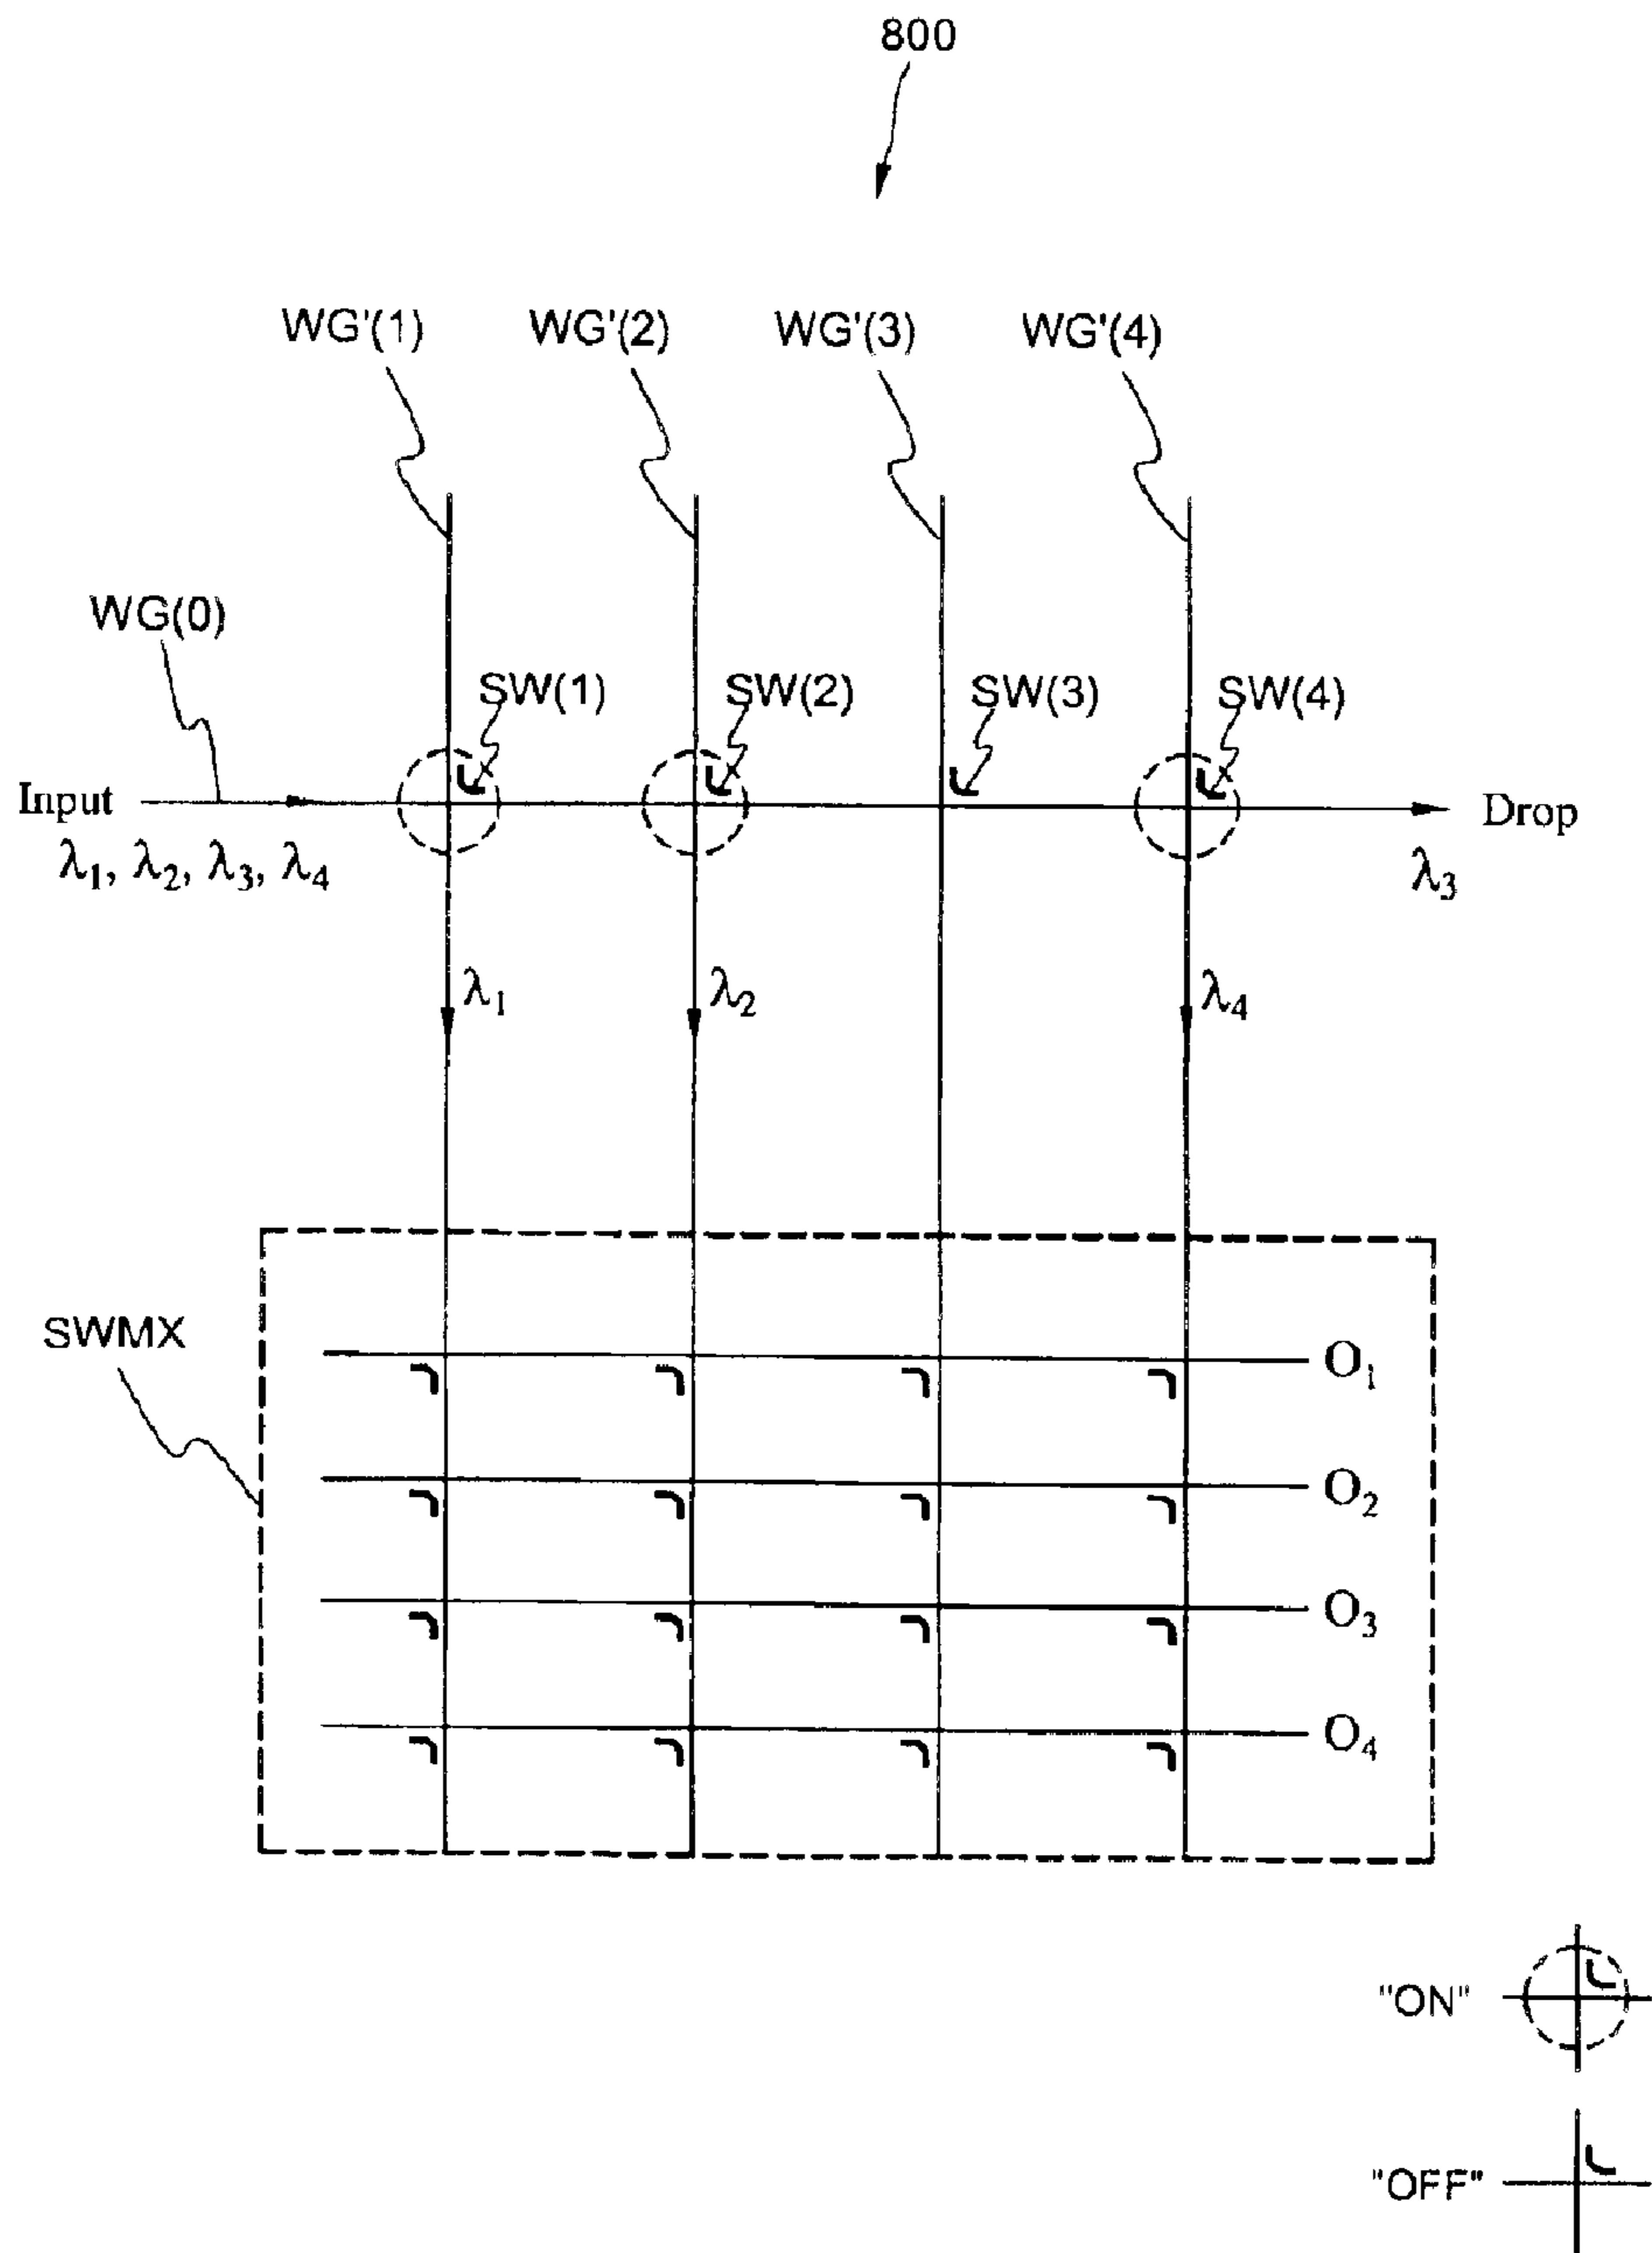 800
WG'(1) WG'(2) WG'(3) WG'(4)
WG(0)
SW(1) SW(2) SW(3) SW(4)
Input Drop
λ₁, λ₂, λ₃, λ₄ λ₃
λ₁ λ₂ λ₄
SWMX
O₁
O₂
O₃
O₄
"ON"
"OFF"